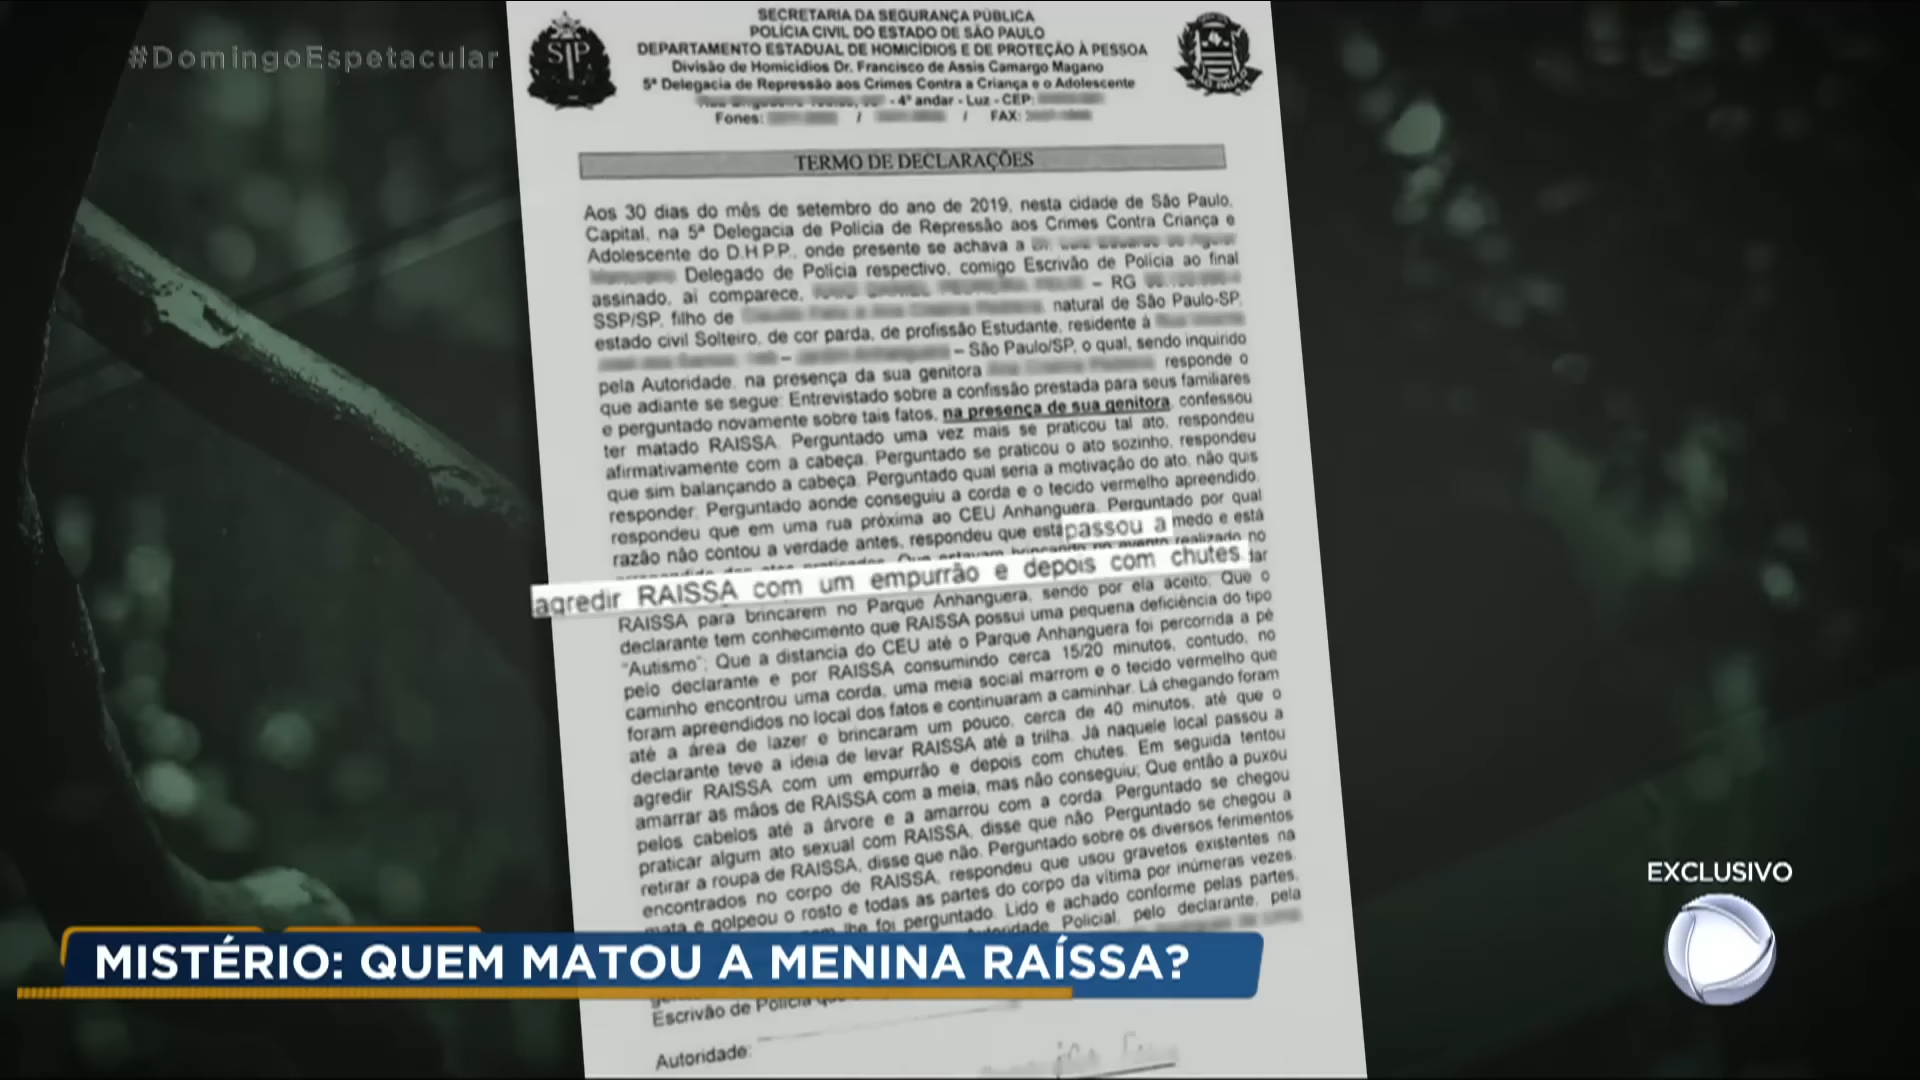 #DomingoEspetacular
SECRETARIA DA SEGURANÇA PÚBLICA
POLÍCIA CIVIL DO ESTADO DE SÃO PAULO
DEPARTAMENTO ESTADUAL DE HOMICÍDIOS E DE PROTEÇÃO À PESSOA
Divisão de Homicídios Dr. Francisco de Assis Camargo Magano
5ª Delegacia de Repressão aos Crimes Contra a Criança e o Adolescente
- 4º andar - Luz - CEP:
Fones: / / FAX:
TERMO DE DECLARAÇÕES
Aos 30 dias do mês de setembro do ano de 2019, nesta cidade de São Paulo,
Capital, na 5ª Delegacia de Polícia de Repressão aos Crimes Contra Criança e
Adolescente do D.H.P.P., onde presente se achava a
Delegado de Polícia respectivo, comigo Escrivão de Polícia ao final
assinado, aí comparece, – RG
SSP/SP, filho de , natural de São Paulo-SP,
estado civil Solteiro, de cor parda, de profissão Estudante, residente à
– – São Paulo/SP, o qual, sendo inquirido
pela Autoridade, na presença da sua genitora responde o
que adiante se segue: Entrevistado sobre a confissão prestada para seus familiares
e perguntado novamente sobre tais fatos, na presença de sua genitora, confessou
ter matado RAISSA. Perguntado uma vez mais se praticou tal ato, respondeu
afirmativamente com a cabeça. Perguntado se praticou o ato sozinho, respondeu
que sim balançando a cabeça. Perguntado qual seria a motivação do ato, não quis
responder. Perguntado aonde conseguiu a corda e o tecido vermelho apreendido,
respondeu que em uma rua próxima ao CEU Anhanguera. Perguntado por qual
razão não contou a verdade antes, respondeu que esta passou a medo e está
realizado no
agredir RAISSA com um empurrão e depois com chutes
RAISSA para brincarem no Parque Anhanguera, sendo por ela aceito; Que o
declarante tem conhecimento que RAISSA possui uma pequena deficiência do tipo
"Autismo"; Que a distancia do CEU até o Parque Anhanguera foi percorrida a pé
pelo declarante e por RAISSA consumindo cerca 15/20 minutos, contudo, no
caminho encontrou uma corda, uma meia social marrom e o tecido vermelho que
foram apreendidos no local dos fatos e continuaram a caminhar. Lá chegando foram
até a área de lazer e brincaram um pouco, cerca de 40 minutos, até que o
declarante teve a ideia de levar RAISSA até a trilha. Já naquele local passou a
agredir RAISSA com um empurrão e depois com chutes. Em seguida tentou
amarrar as mãos de RAISSA com a meia, mas não conseguiu; Que então a puxou
pelos cabelos até a árvore e a amarrou com a corda. Perguntado se chegou
praticar algum ato sexual com RAISSA, disse que não. Perguntado se chegou a
retirar a roupa de RAISSA, disse que não. Perguntado sobre os diversos ferimentos
encontrados no corpo de RAISSA, respondeu que usou gravetos existentes na
mata e golpeou o rosto e todas as partes do corpo da vítima por inúmeras vezes.
lhe foi perguntado. Lido e achado conforme pelas partes,
Autoridade Policial, pelo declarante, pela
Escrivão de Polícia
Autoridade:
EXCLUSIVO
MISTÉRIO: QUEM MATOU A MENINA RAÍSSA?